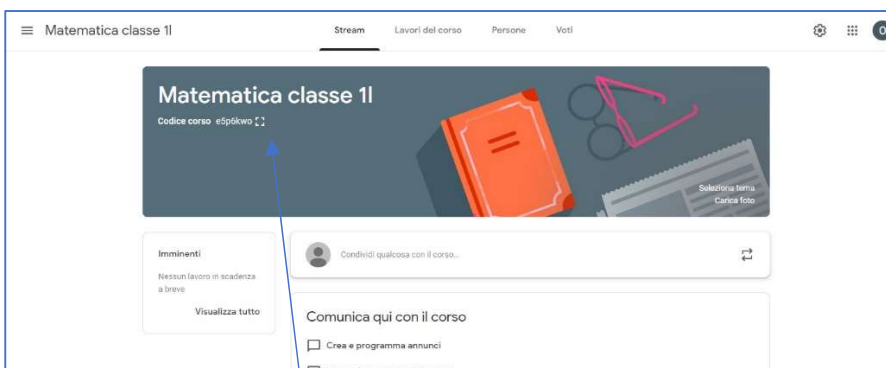 Matematica classe 1I
Stream Lavori del corso Persone Voti
Matematica classe 1I
Codice corso e5p6kwo
Seleziona tema
Carica foto
Imminenti
Nessun lavoro in scadenza
a breve
Visualizza tutto
Condividi qualcosa con il corso...
Comunica qui con il corso
Crea e programma annunci